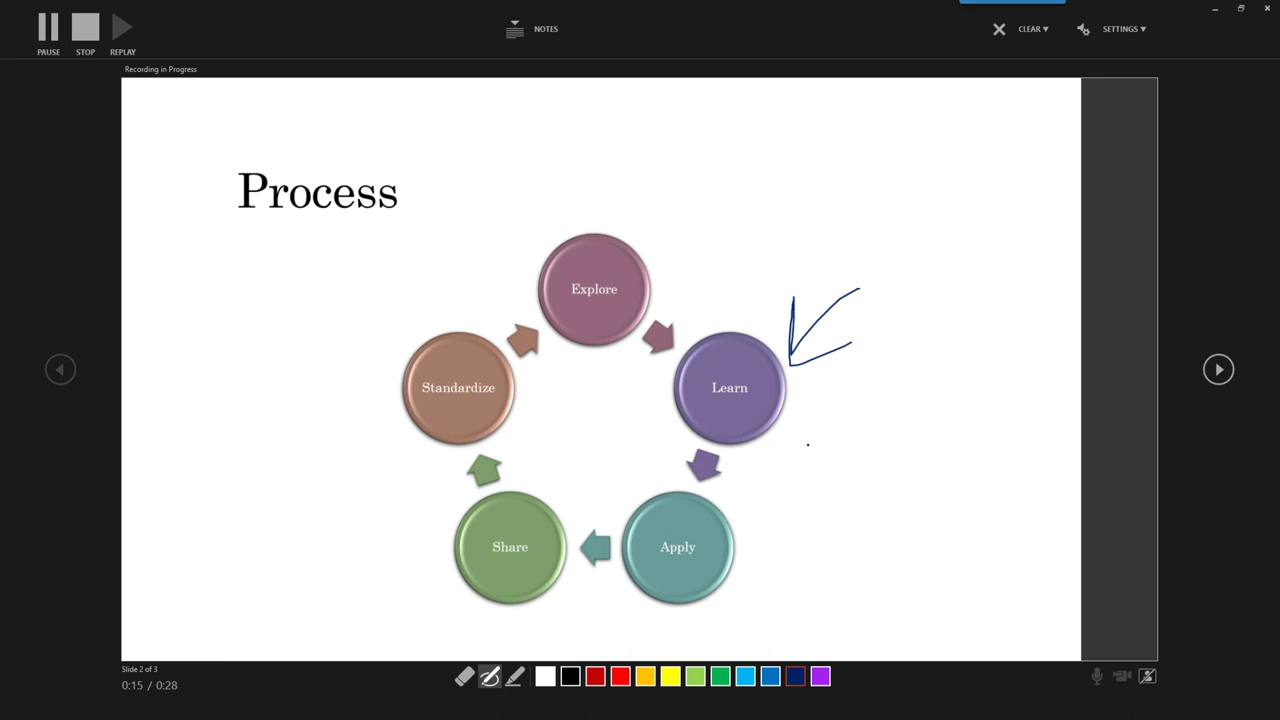 PAUSE STOP REPLAY
NOTES
CLEAR
SETTINGS
Recording in Progress
Process
Explore
Standardize
Learn
Share
Apply
Slide 2 of 3
0:15 / 0:28